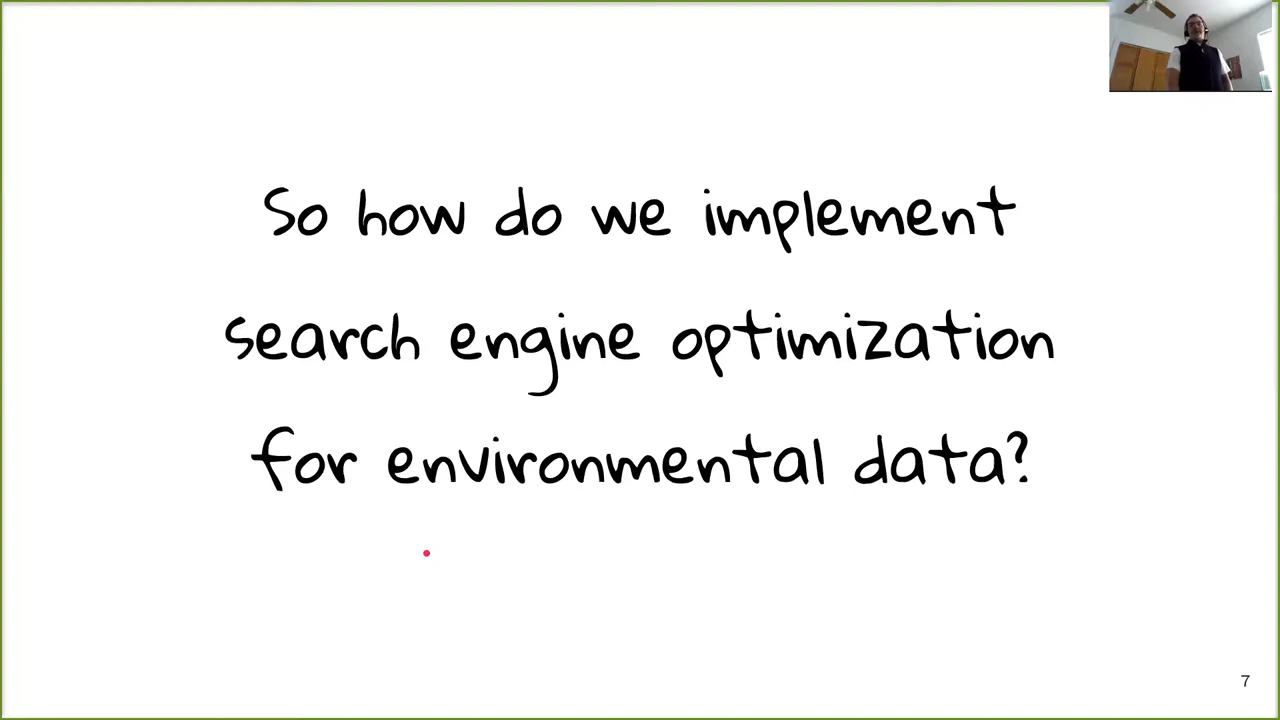 So how do we implement
search engine optimization
for environmental data?
7